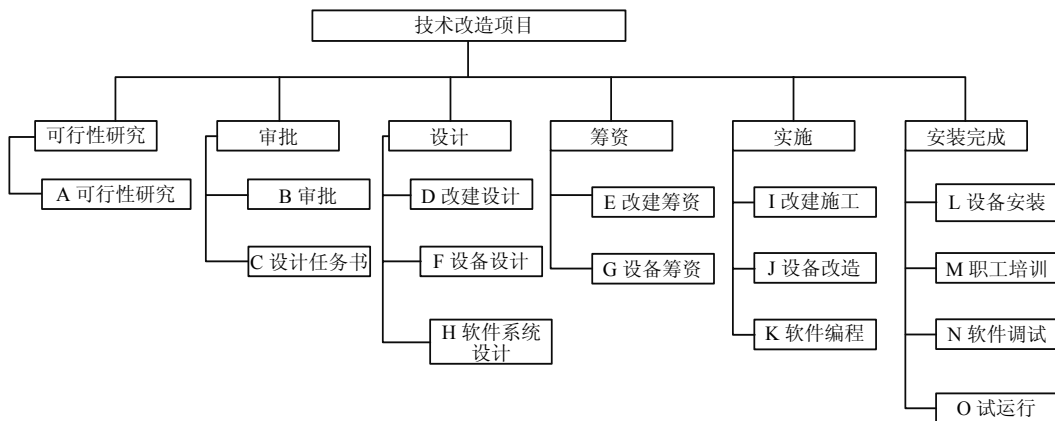 技术改造项目
可行性研究
审批
设计
筹资
实施
安装完成
A 可行性研究
B 审批
D 改建设计
E 改建筹资
I 改建施工
L 设备安装
C 设计任务书
F 设备设计
G 设备筹资
J 设备改造
M 职工培训
H 软件系统
设计
K 软件编程
N 软件调试
O 试运行